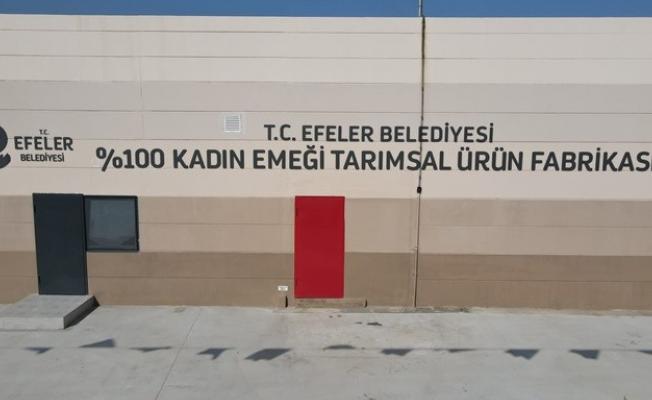 T.C.
EFELER
BELEDİYESİ
T.C. EFELER BELEDİYESİ
%100 KADIN EMEĞİ TARIMSAL ÜRÜN FABRİKASI